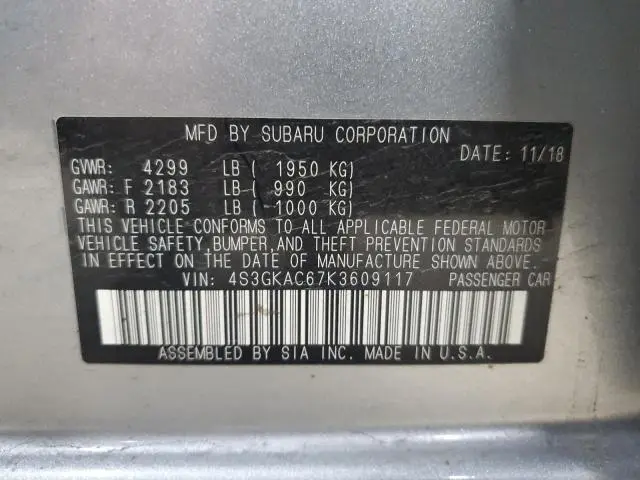 MFD BY SUBARU CORPORATION
DATE: 11/18
GVWR: 4299 LB ( 1950 KG)
GAWR: F 2183 LB ( 990 KG)
GAWR: R 2205 LB ( 1000 KG)
THIS VEHICLE CONFORMS TO ALL APPLICABLE FEDERAL MOTOR
VEHICLE SAFETY,BUMPER,AND THEFT PREVENTION STANDARDS
IN EFFECT ON THE DATE OF MANUFACTURE SHOWN ABOVE.
VIN: 4S3GKAC67K3609117 PASSENGER CAR
ASSEMBLED BY SIA INC. MADE IN U.S.A.